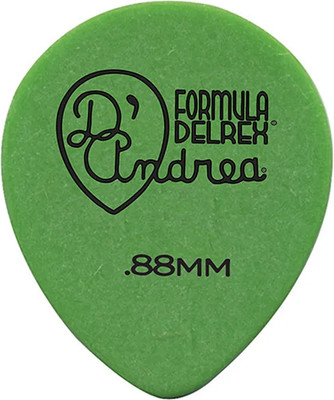 FORMULA
DELREX®
D'Andrea®
.88MM